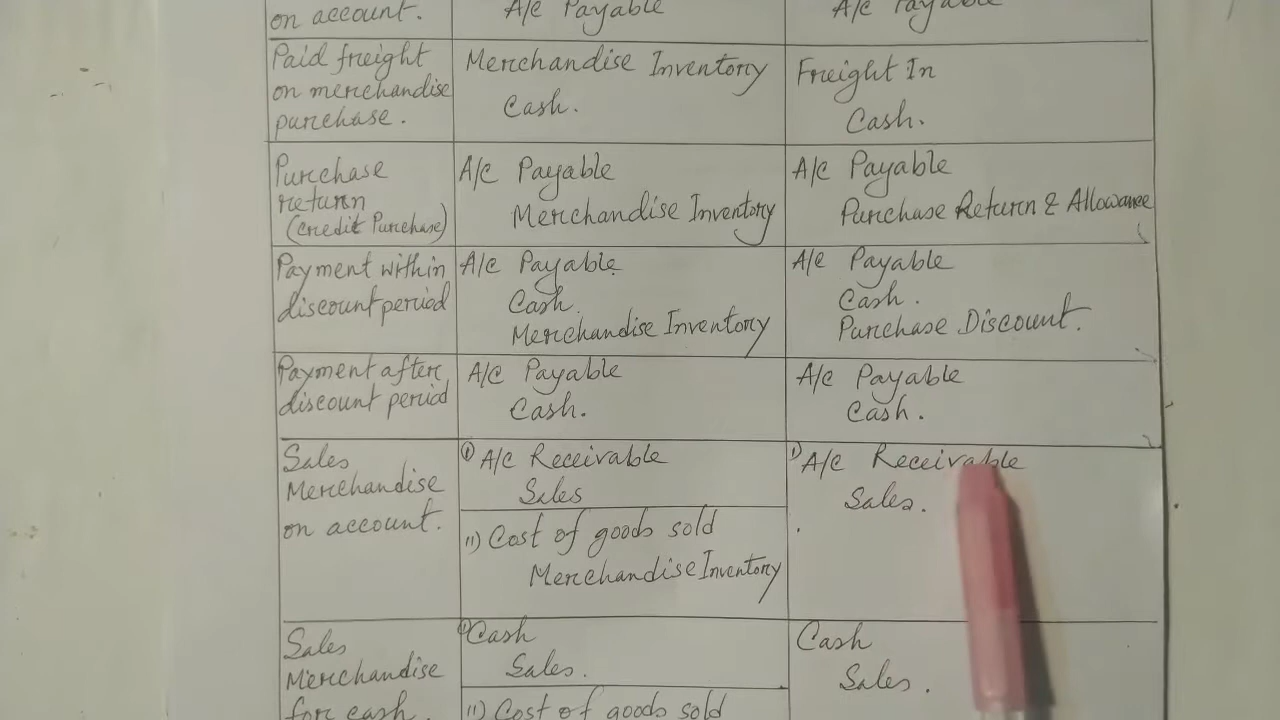 on account.
A/c Payable
A/c Payable
Paid freight
on merchandise
purchase.
Merchandise Inventory
Cash.
Freight In
Cash.
Purchase
return
(Credit Purchase)
A/c Payable
Merchandise Inventory
A/c Payable
Purchase Return & Allowance
Payment within
discount period
A/c Payable
Cash
Merchandise Inventory
A/c Payable
Cash.
Purchase Discount.
Payment after
discount period
A/c Payable
Cash.
A/c Payable
Cash.
Sales
Merchandise
on account.
i) A/c Receivable
Sales
ii) Cost of goods sold
Merchandise Inventory
i) A/c Receivable
Sales.
Sales
Merchandise
for cash.
i) Cash
Sales.
ii) Cost of goods sold
Cash
Sales.